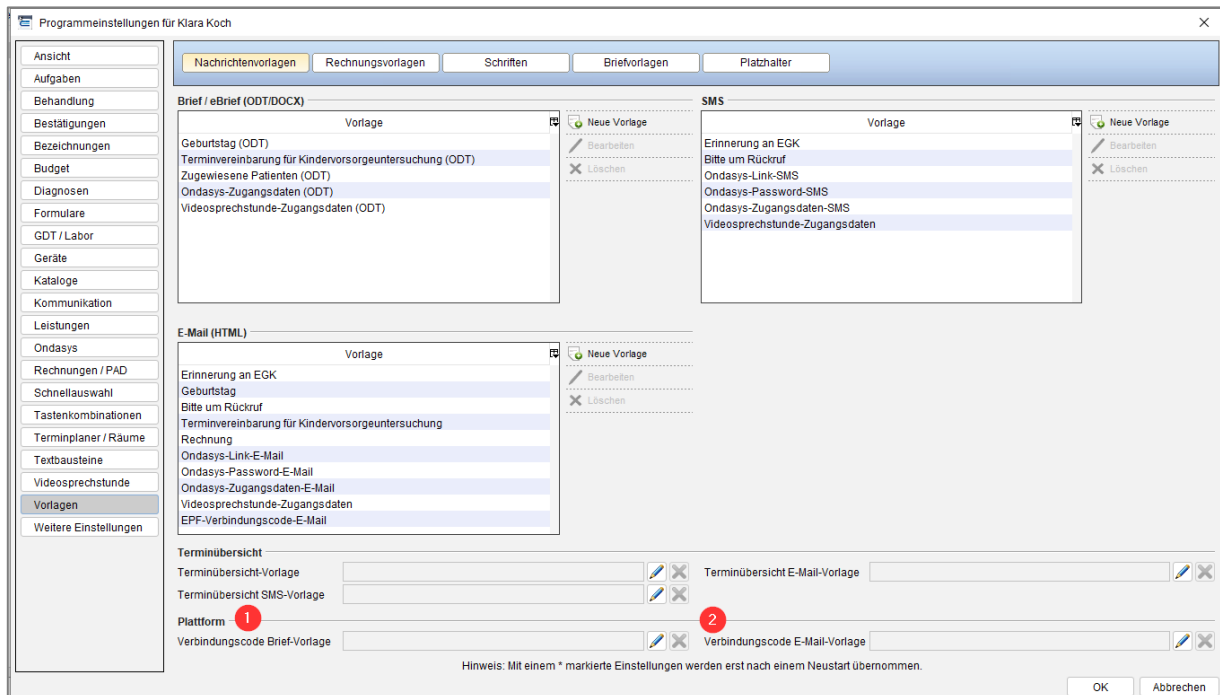 Programmeinstellungen für Klara Koch
Ansicht
Aufgaben
Behandlung
Bestätigungen
Bezeichnungen
Budget
Diagnosen
Formulare
GDT / Labor
Geräte
Kataloge
Kommunikation
Leistungen
Ondasys
Rechnungen / PAD
Schnellauswahl
Tastenkombinationen
Terminplaner / Räume
Textbausteine
Videosprechstunde
Vorlagen
Weitere Einstellungen
Nachrichtenvorlagen Rechnungsvorlagen Schriften Briefvorlagen Platzhalter
Brief / eBrief (ODT/DOCX)
Vorlage
Geburtstag (ODT)
Terminvereinbarung für Kindervorsorgeuntersuchung (ODT)
Zugewiesene Patienten (ODT)
Ondasys-Zugangsdaten (ODT)
Videosprechstunde-Zugangsdaten (ODT)
Neue Vorlage
Bearbeiten
Löschen
SMS
Vorlage
Erinnerung an EGK
Bitte um Rückruf
Ondasys-Link-SMS
Ondasys-Password-SMS
Ondasys-Zugangsdaten-SMS
Videosprechstunde-Zugangsdaten
Neue Vorlage
Bearbeiten
Löschen
E-Mail (HTML)
Vorlage
Erinnerung an EGK
Geburtstag
Bitte um Rückruf
Terminvereinbarung für Kindervorsorgeuntersuchung
Rechnung
Ondasys-Link-E-Mail
Ondasys-Password-E-Mail
Ondasys-Zugangsdaten-E-Mail
Videosprechstunde-Zugangsdaten
EPF-Verbindungscode-E-Mail
Neue Vorlage
Bearbeiten
Löschen
Terminübersicht
Terminübersicht-Vorlage Terminübersicht E-Mail-Vorlage
Terminübersicht SMS-Vorlage
Plattform 1 2
Verbindungscode Brief-Vorlage Verbindungscode E-Mail-Vorlage
Hinweis: Mit einem * markierte Einstellungen werden erst nach einem Neustart übernommen.
OK Abbrechen